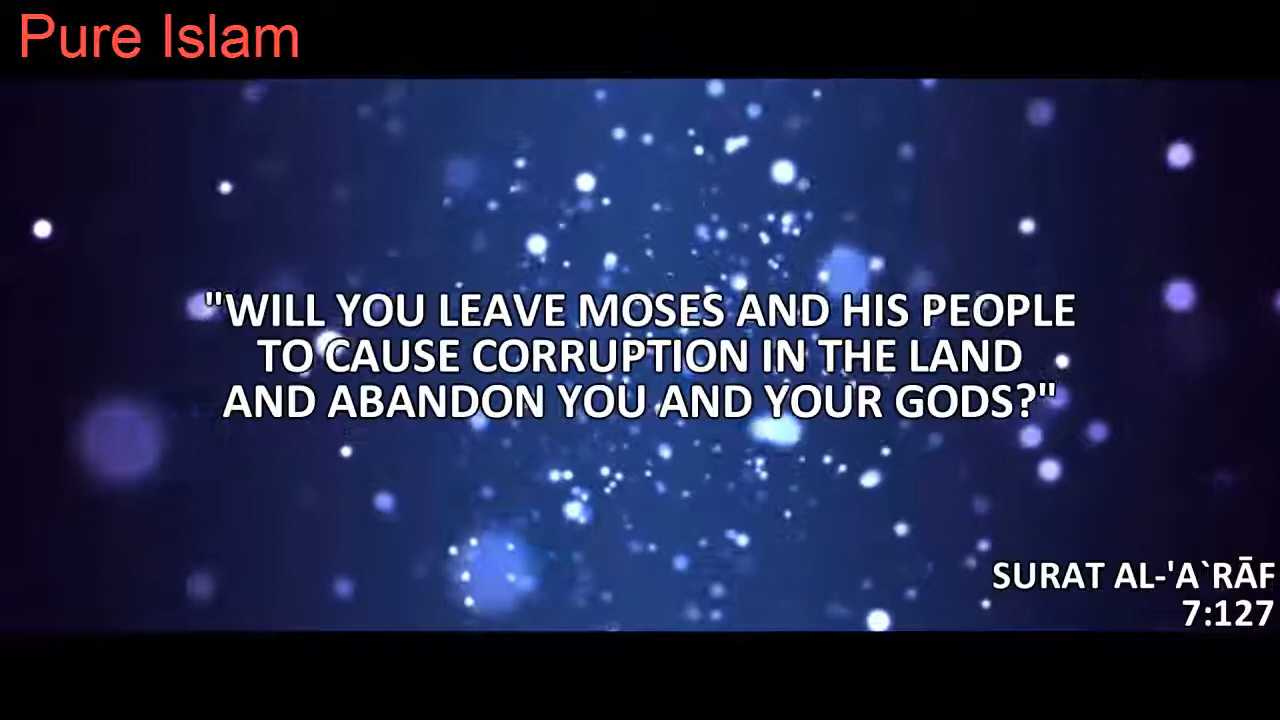 Pure Islam
"WILL YOU LEAVE MOSES AND HIS PEOPLE
TO CAUSE CORRUPTION IN THE LAND
AND ABANDON YOU AND YOUR GODS?"
SURAT AL-'A`RĀF
7:127